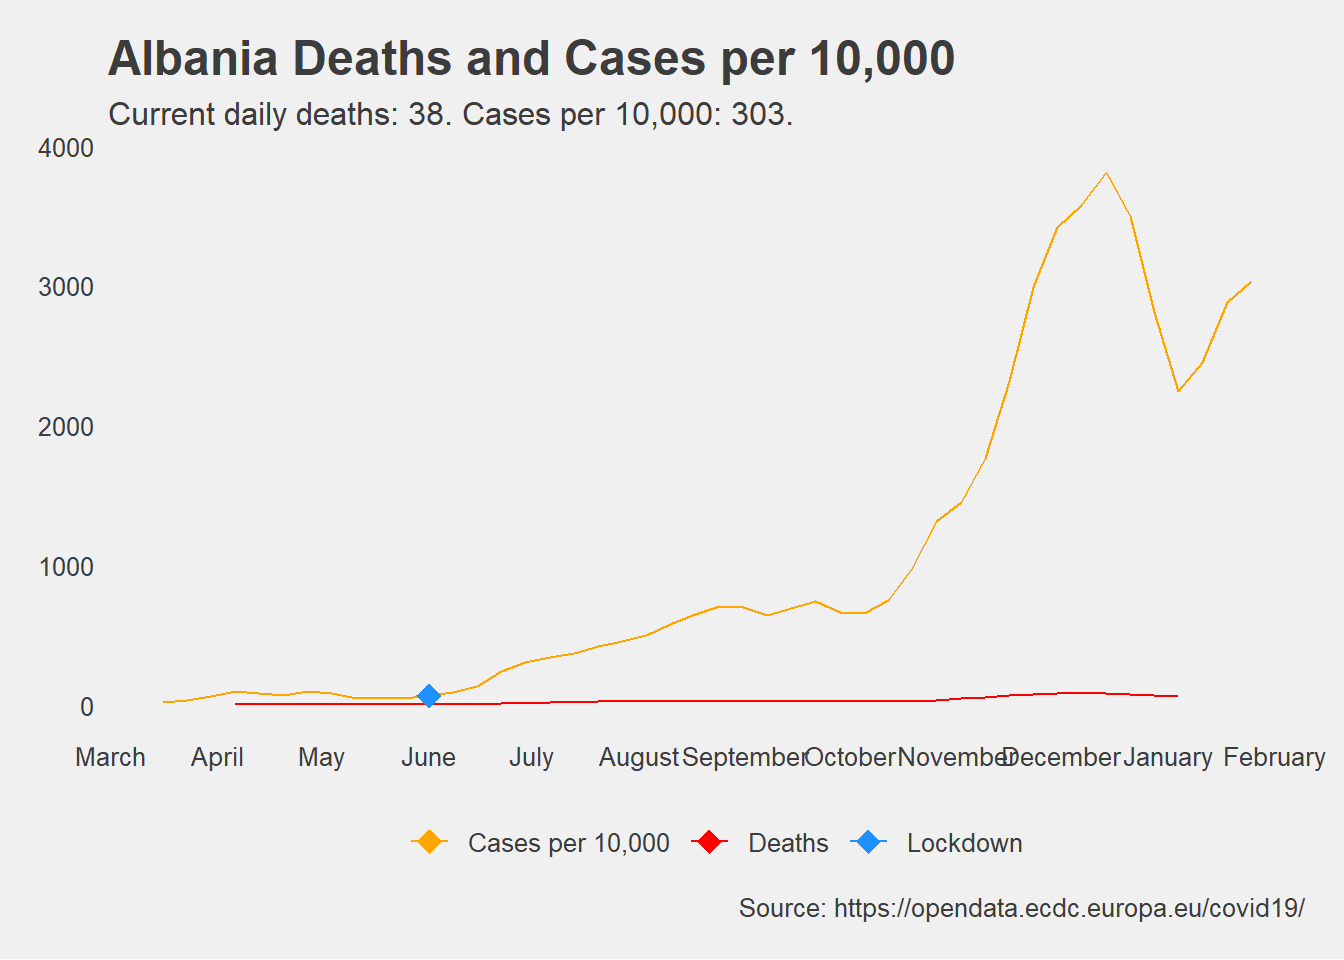 Albania Deaths and Cases per 10,000
Current daily deaths: 38. Cases per 10,000: 303.
4000
3000
2000
1000
0
March April May June July August September October November December January February
Cases per 10,000 Deaths Lockdown
Source: https://opendata.ecdc.europa.eu/covid19/